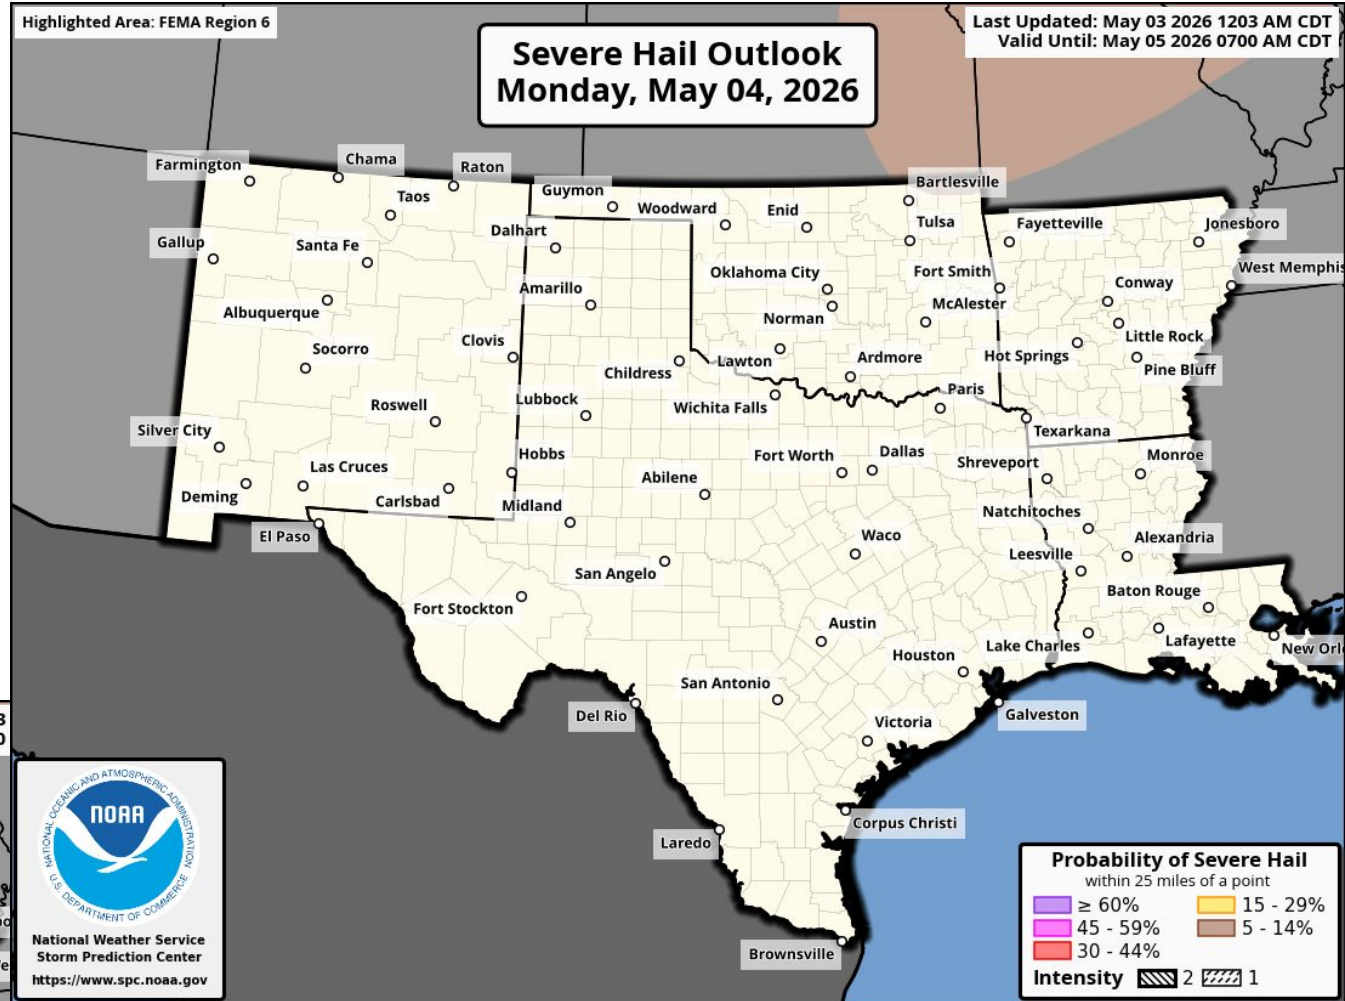 Highlighted Area: FEMA Region 6
Severe Hail Outlook
Monday, May 04, 2026
Last Updated: May 03 2026 1203 AM CDT
Valid Until: May 05 2026 0700 AM CDT
Farmington
Chama
Raton
Taos
Guymon
Woodward
Enid
Bartlesville
Tulsa
Fayetteville
Jonesboro
Gallup
Santa Fe
Dalhart
Oklahoma City
Fort Smith
West Memphis
Amarillo
Conway
Albuquerque
Norman
McAlester
Little Rock
Socorro
Clovis
Childress
Lawton
Ardmore
Hot Springs
Pine Bluff
Roswell
Lubbock
Wichita Falls
Paris
Silver City
Texarkana
Las Cruces
Hobbs
Fort Worth
Dallas
Shreveport
Monroe
Deming
Carlsbad
Midland
Abilene
Natchitoches
El Paso
Waco
Alexandria
San Angelo
Leesville
Fort Stockton
Baton Rouge
Austin
Lake Charles
Lafayette
New Orl
Houston
San Antonio
Del Rio
Victoria
Galveston
Corpus Christi
Laredo
Brownsville
3
0
NATIONAL OCEANIC AND ATMOSPHERIC ADMINISTRATION
NOAA
U.S. DEPARTMENT OF COMMERCE
National Weather Service
Storm Prediction Center
https://www.spc.noaa.gov
Probability of Severe Hail
within 25 miles of a point
≥ 60% 15 - 29%
45 - 59% 5 - 14%
30 - 44%
Intensity 2 1